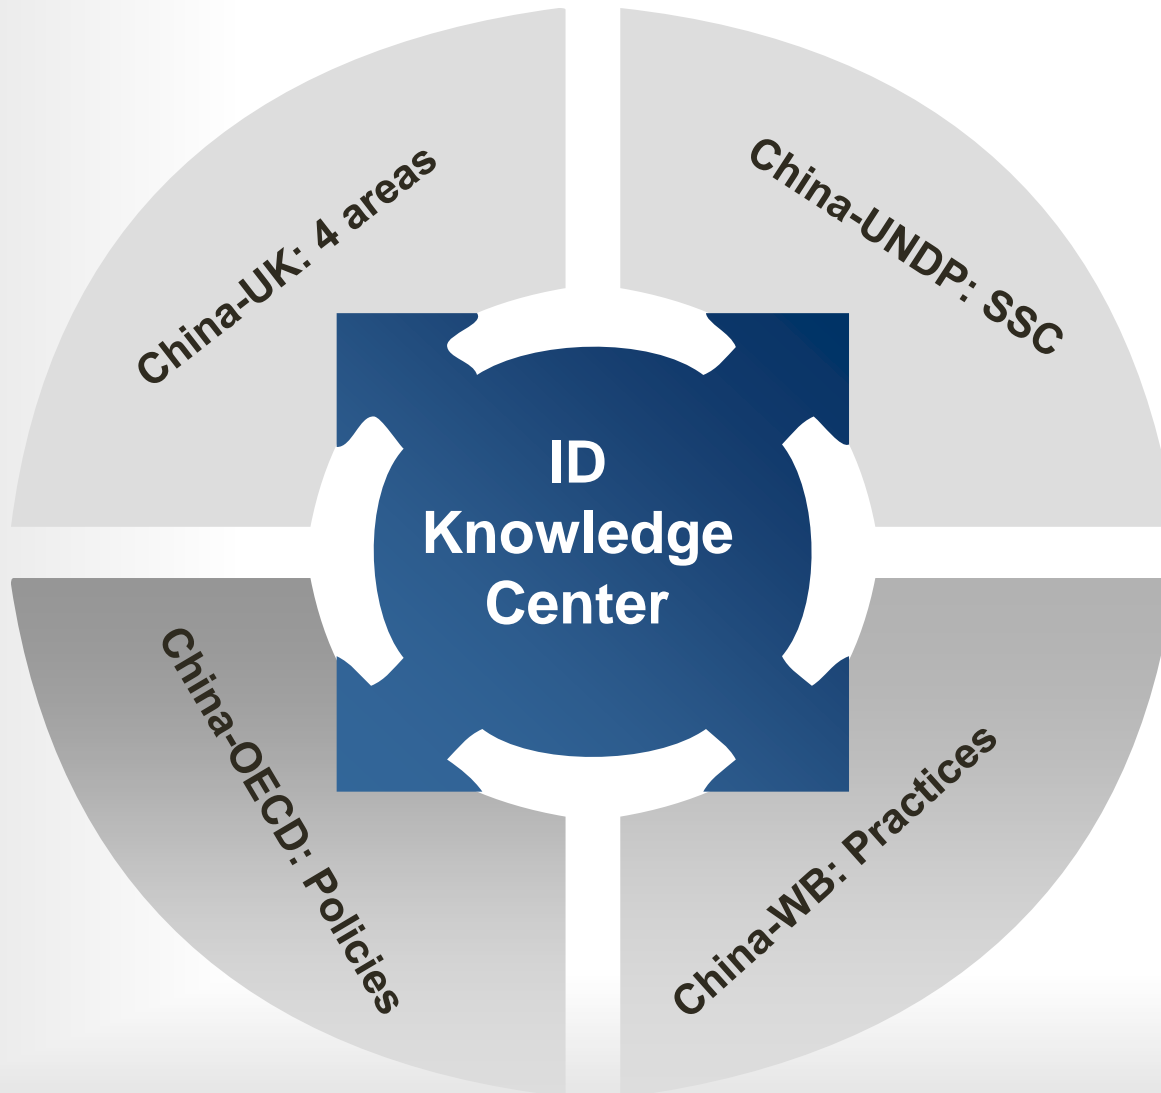 China-UK: 4 areas
China-UNDP: SSC
ID
Knowledge
Center
China-OECD: Policies
China-WB: Practices